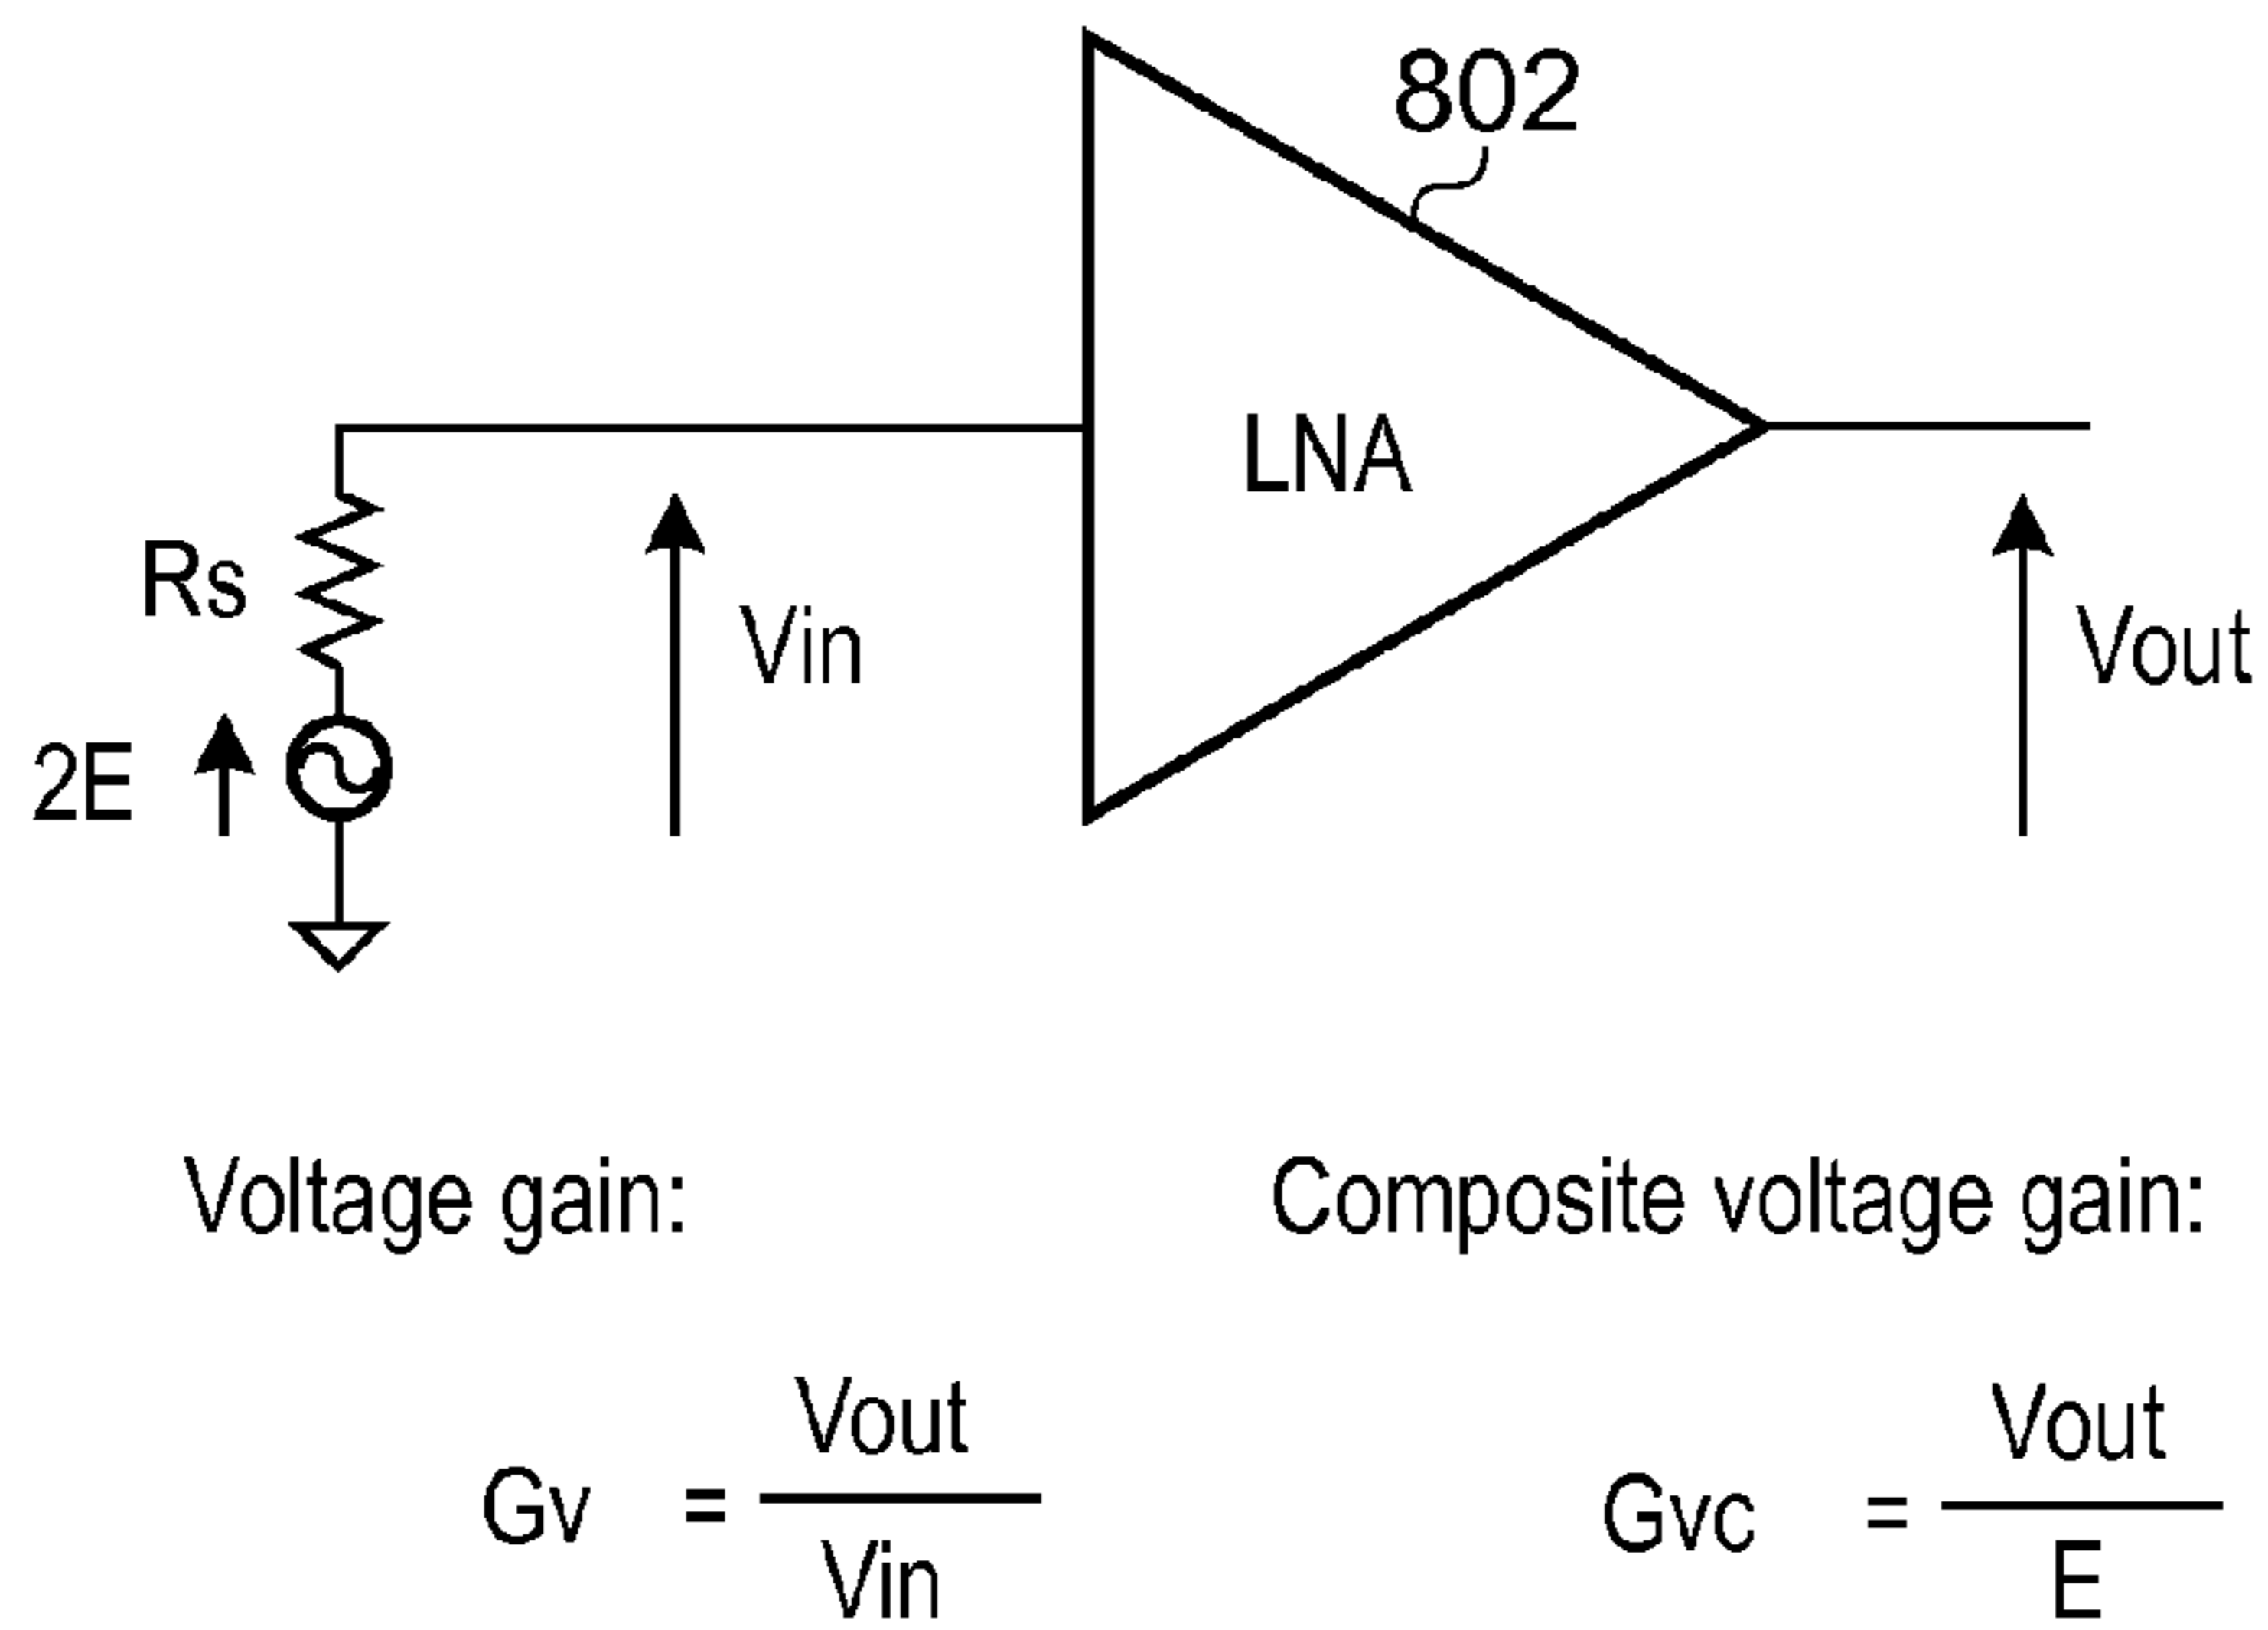 802
LNA
Rs
Vin
Vout
2E
Voltage gain:
Composite voltage gain:
Gv = Vout
Vin
Gvc = Vout
E